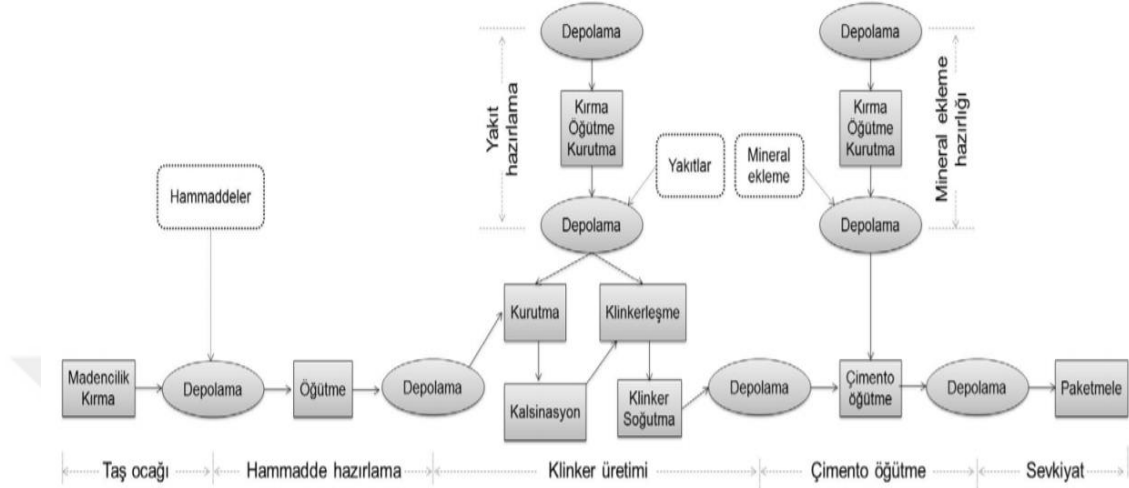 Depolama
Depolama
Yakıt
hazırlama
Kırma
Öğütme
Kurutma
Kırma
Öğütme
Kurutma
Mineral ekleme
hazırlığı
Hammaddeler
Yakıtlar
Mineral
ekleme
Depolama
Depolama
Kurutma
Klinkerleşme
Madencilik
Kırma
Depolama
Öğütme
Depolama
Kalsinasyon
Klinker
Soğutma
Depolama
Çimento
öğütme
Depolama
Paketmele
Taş ocağı
Hammadde hazırlama
Klinker üretimi
Çimento öğütme
Sevkiyat